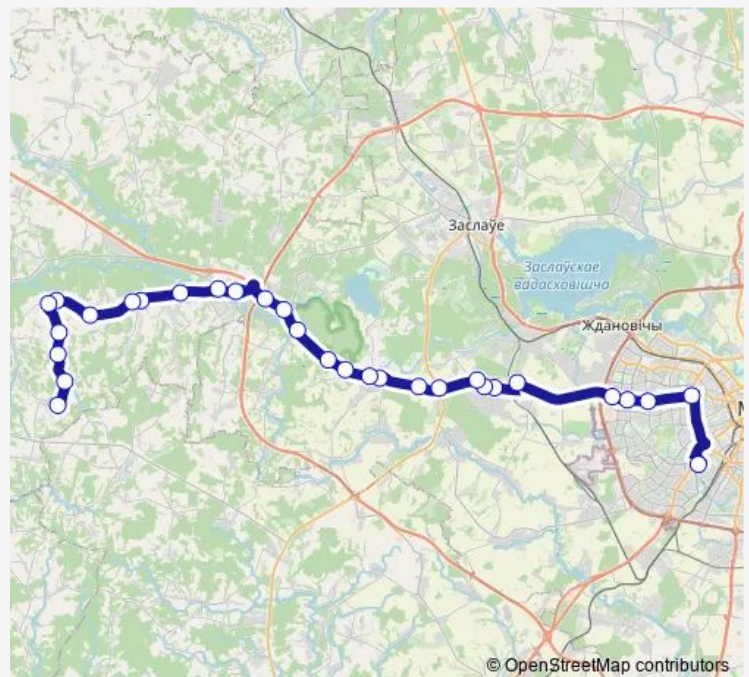 Заслаўе
Заслаўскае
вадасховішча
Ждановічы
М
© OpenStreetMap contributors